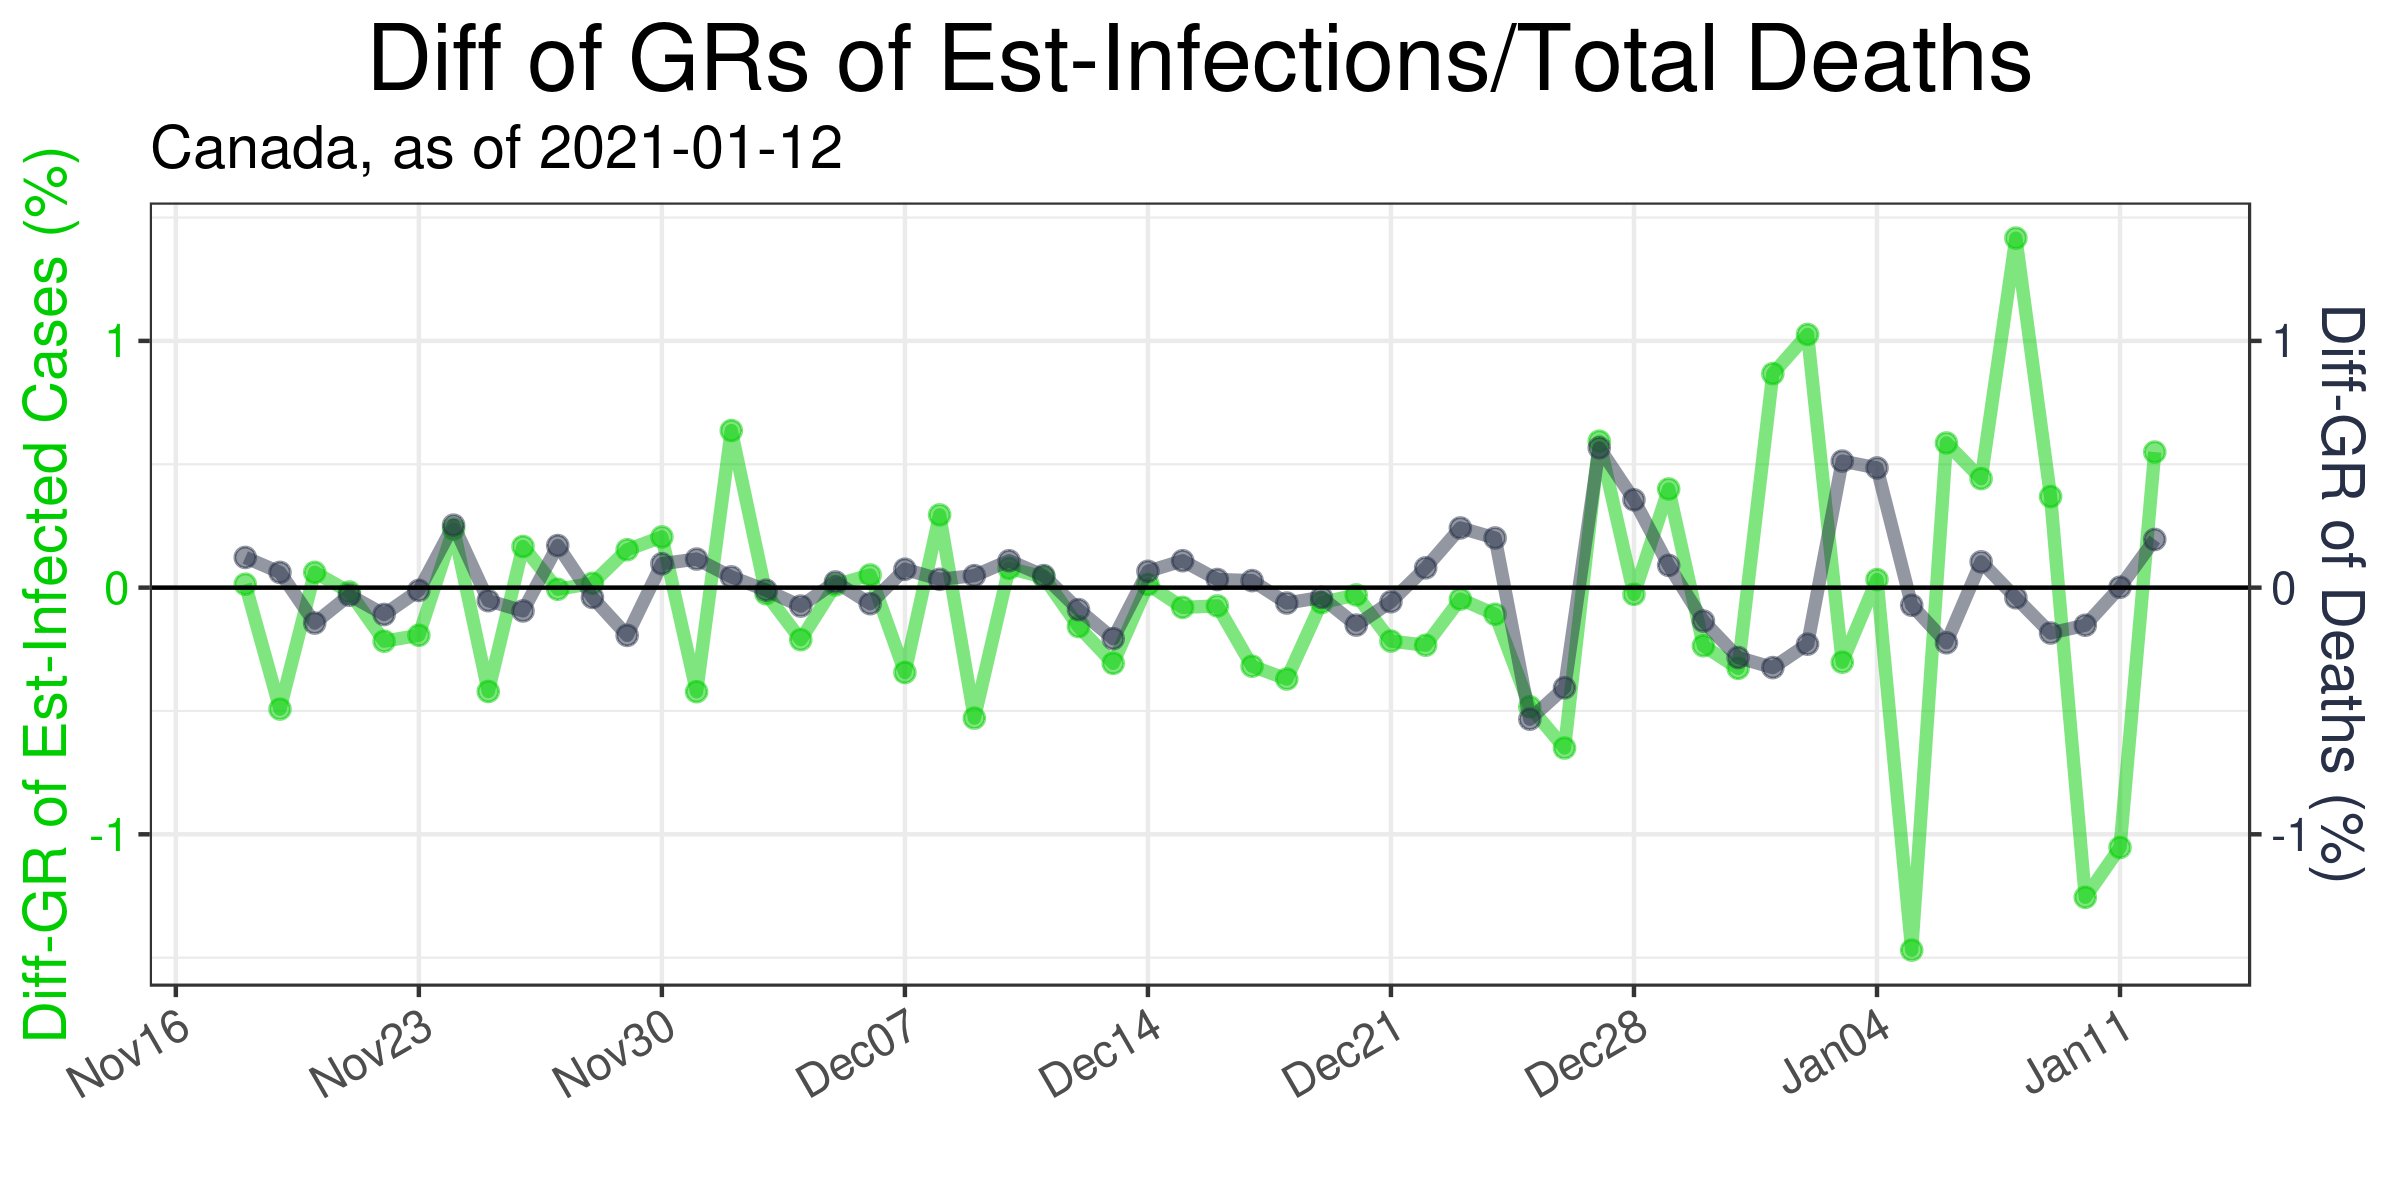 Diff of GRs of Est-Infections/Total Deaths
Canada, as of 2021-01-12
Diff-GR of Est-Infected Cases (%)
1
0
-1
1
0
-1
Diff-GR of Deaths (%)
Nov16
Nov23
Nov30
Dec07
Dec14
Dec21
Dec28
Jan04
Jan11